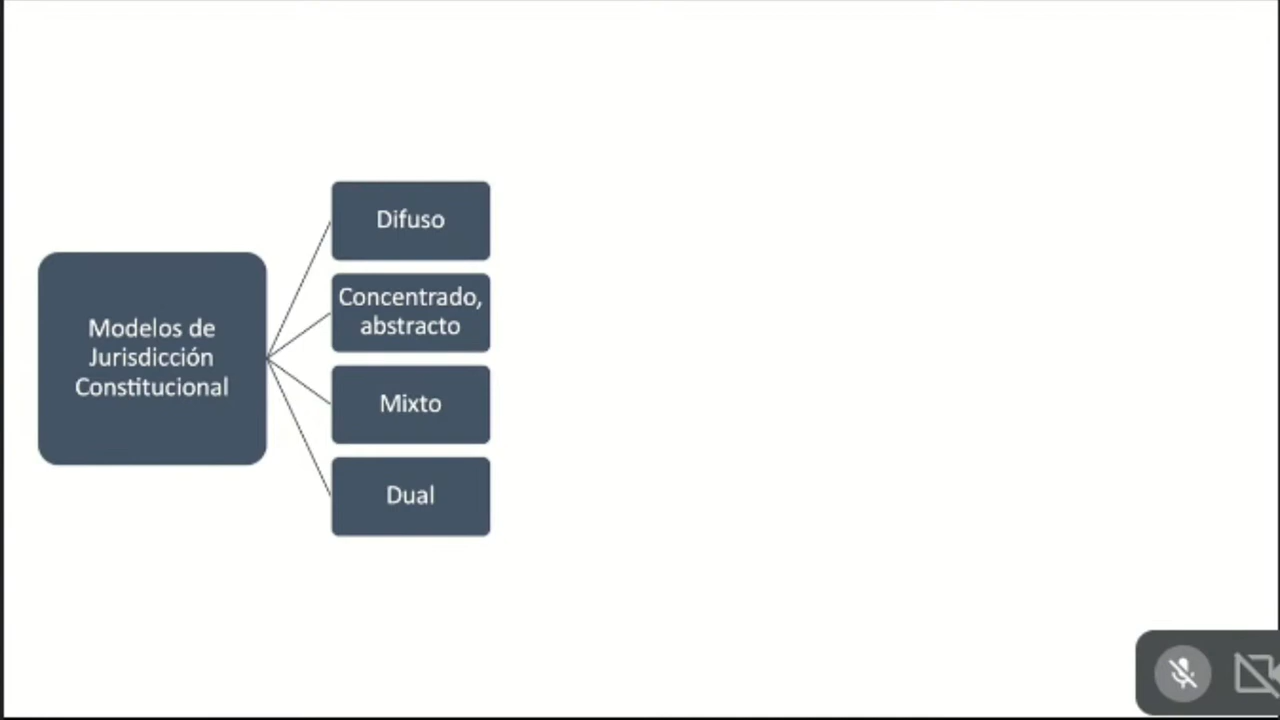 Modelos de
Jurisdicción
Constitucional
Difuso
Concentrado,
abstracto
Mixto
Dual